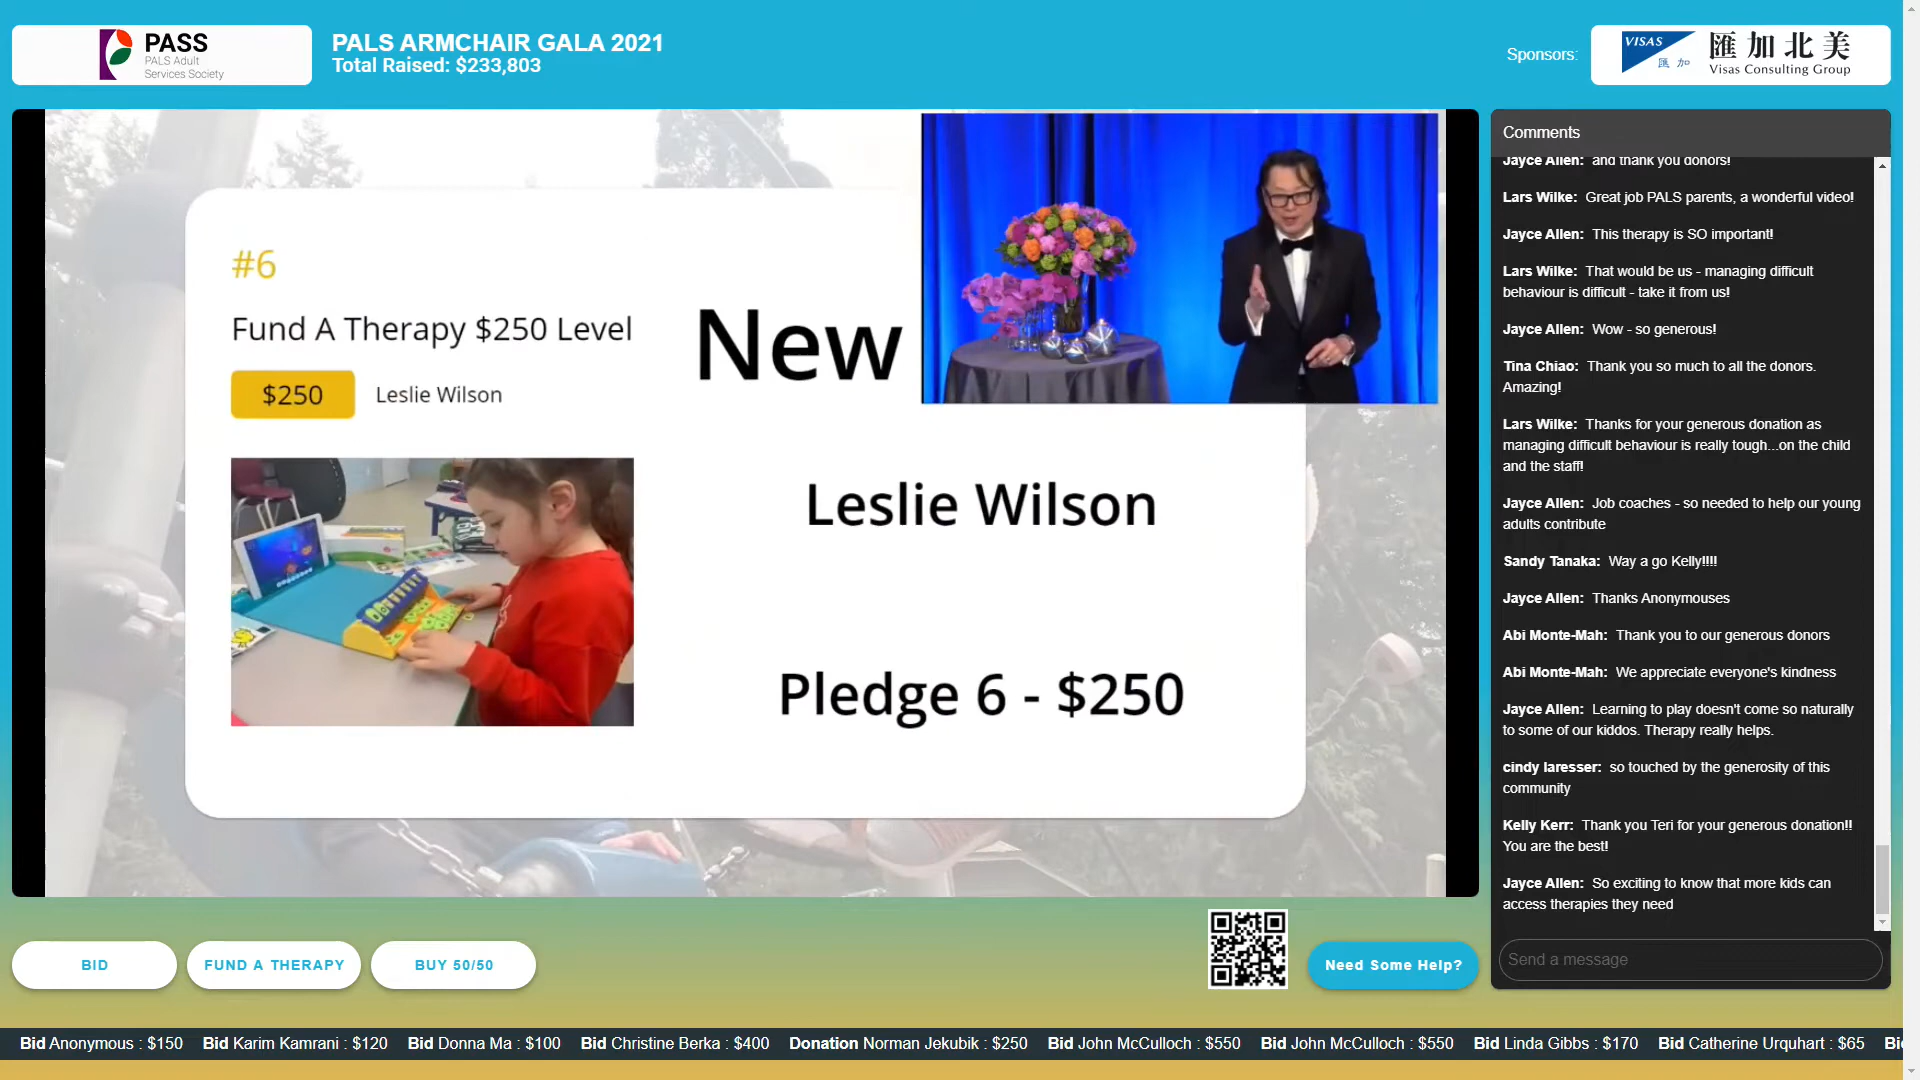 PASS
PALS Adult
Services Society
PALS ARMCHAIR GALA 2021
Total Raised: $233,803
Sponsors:
VISAS
匯 加
匯加北美
Visas Consulting Group
#6
Fund A Therapy $250 Level
$250 Leslie Wilson
New
Leslie Wilson
Pledge 6 - $250
Comments
Jayce Allen: and thank you donors!
Lars Wilke: Great job PALS parents, a wonderful video!
Jayce Allen: This therapy is SO important!
Lars Wilke: That would be us - managing difficult
behaviour is difficult - take it from us!
Jayce Allen: Wow - so generous!
Tina Chiao: Thank you so much to all the donors.
Amazing!
Lars Wilke: Thanks for your generous donation as
managing difficult behaviour is really tough...on the child
and the staff!
Jayce Allen: Job coaches - so needed to help our young
adults contribute
Sandy Tanaka: Way a go Kelly!!!!
Jayce Allen: Thanks Anonymouses
Abi Monte-Mah: Thank you to our generous donors
Abi Monte-Mah: We appreciate everyone's kindness
Jayce Allen: Learning to play doesn't come so naturally
to some of our kiddos. Therapy really helps.
cindy laresser: so touched by the generosity of this
community
Kelly Kerr: Thank you Teri for your generous donation!!
You are the best!
Jayce Allen: So exciting to know that more kids can
access therapies they need
Send a message
BID
FUND A THERAPY
BUY 50/50
Need Some Help?
Bid Anonymous : $150 Bid Karim Kamrani : $120 Bid Donna Ma : $100 Bid Christine Berka : $400 Donation Norman Jekubik : $250 Bid John McCulloch : $550 Bid John McCulloch : $550 Bid Linda Gibbs : $170 Bid Catherine Urquhart : $65